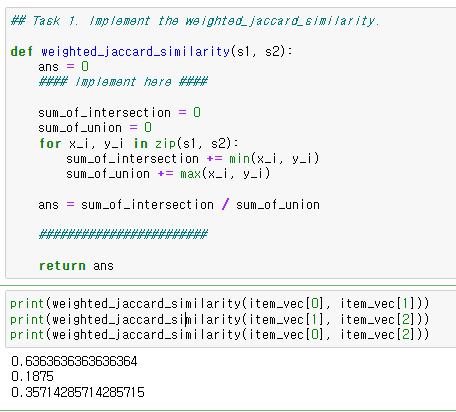 ## Task 1. Implement the weighted_jaccard_similarity.
def weighted_jaccard_similarity(s1, s2):
    ans = 0
    #### Implement here ####
    sum_of_intersection = 0
    sum_of_union = 0
    for x_i, y_i in zip(s1, s2):
        sum_of_intersection += min(x_i, y_i)
        sum_of_union += max(x_i, y_i)
    ans = sum_of_intersection / sum_of_union
    ########################
    return ans
print(weighted_jaccard_similarity(item_vec[0], item_vec[1]))
print(weighted_jaccard_similarity(item_vec[1], item_vec[2]))
print(weighted_jaccard_similarity(item_vec[0], item_vec[2]))
0.6363636363636364
0.1875
0.35714285714285715